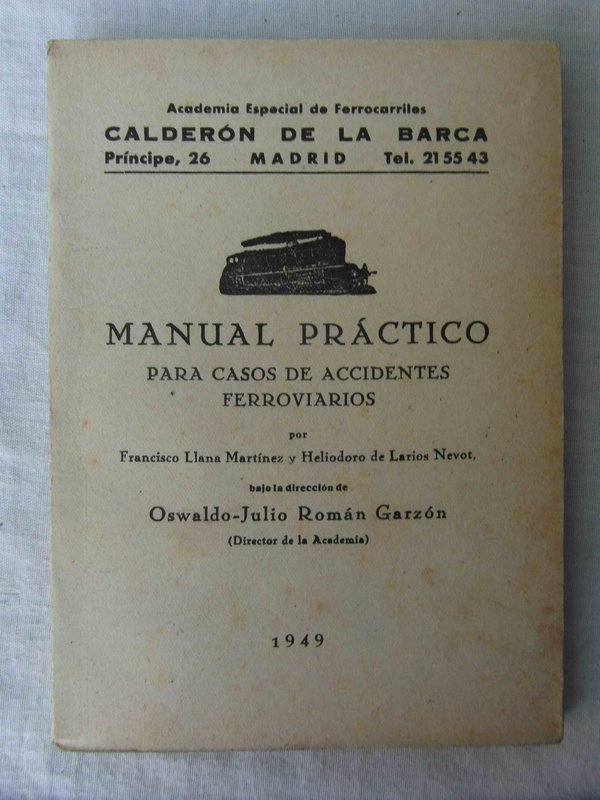 Academia Especial de Ferrocarriles
CALDERÓN DE LA BARCA
Príncipe, 26 MADRID Tel. 21 55 43
MANUAL PRÁCTICO
PARA CASOS DE ACCIDENTES
FERROVIARIOS
por
Francisco Llana Martínez y Heliodoro de Larios Nevot,
bajo la dirección de
Oswaldo-Julio Román Garzón
(Director de la Academia)
1949